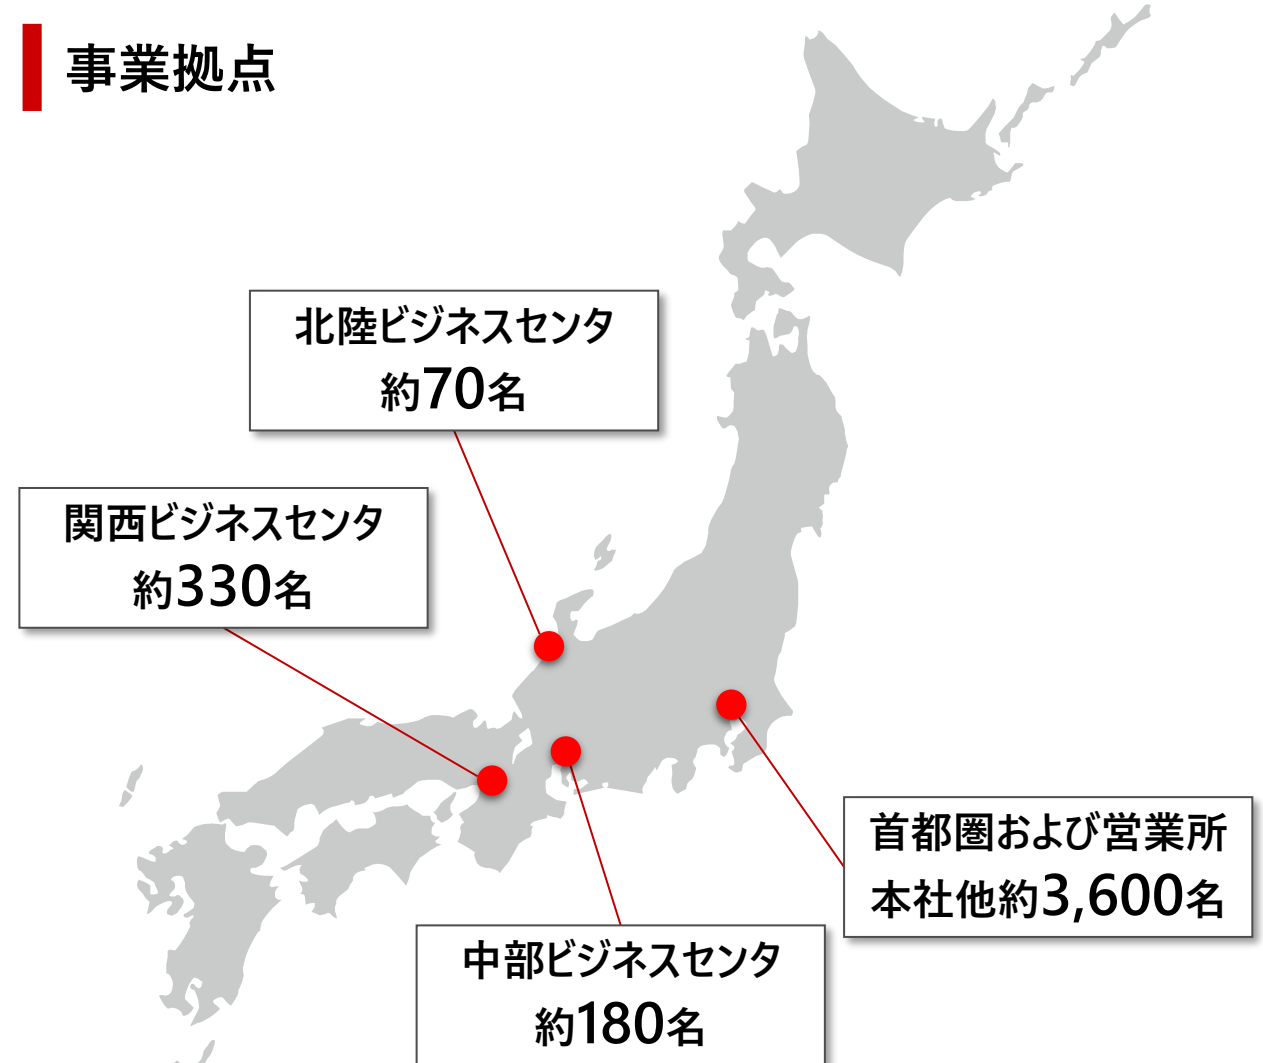 事業拠点
北陸ビジネスセンタ
約70名
関西ビジネスセンタ
約330名
首都圏および営業所
本社他約3,600名
中部ビジネスセンタ
約180名